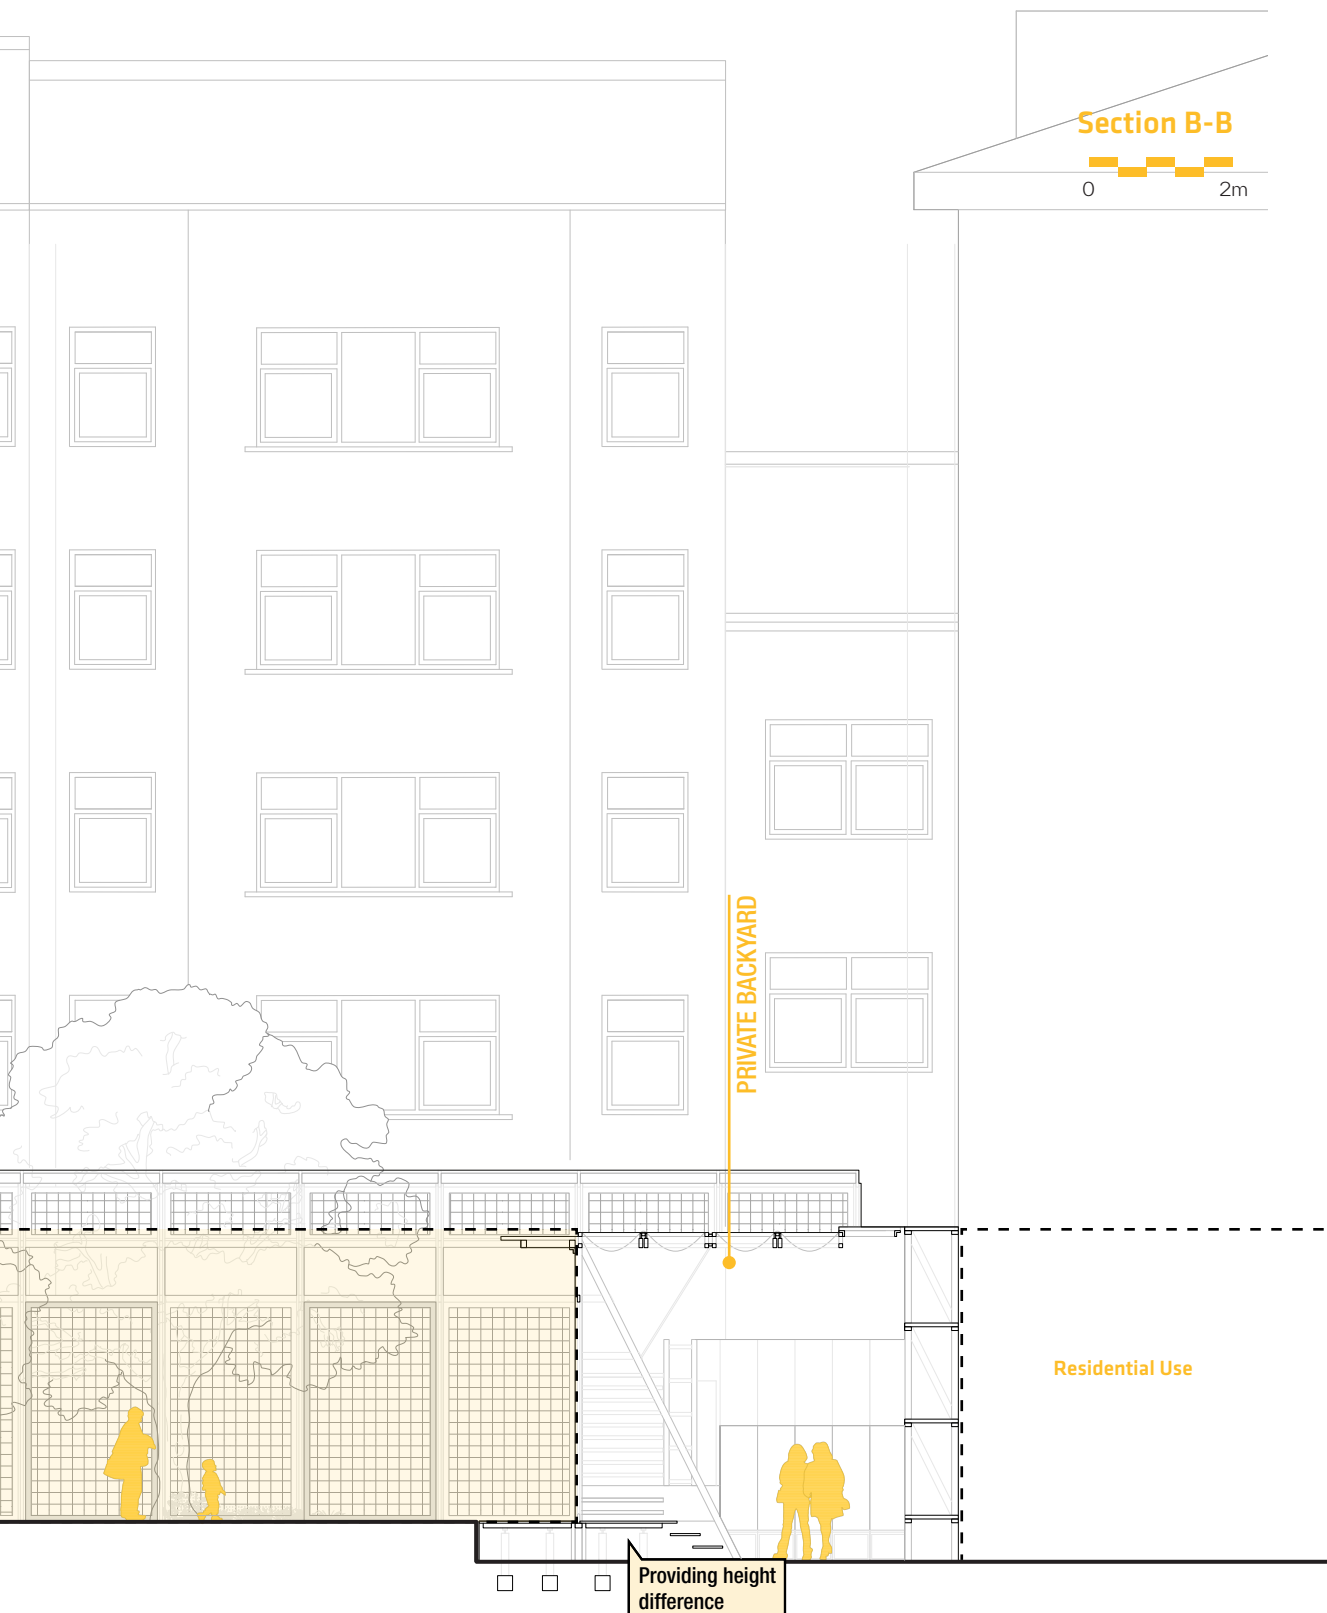 Section B-B
0 2m
PRIVATE BACKYARD
Residential Use
Providing height
difference